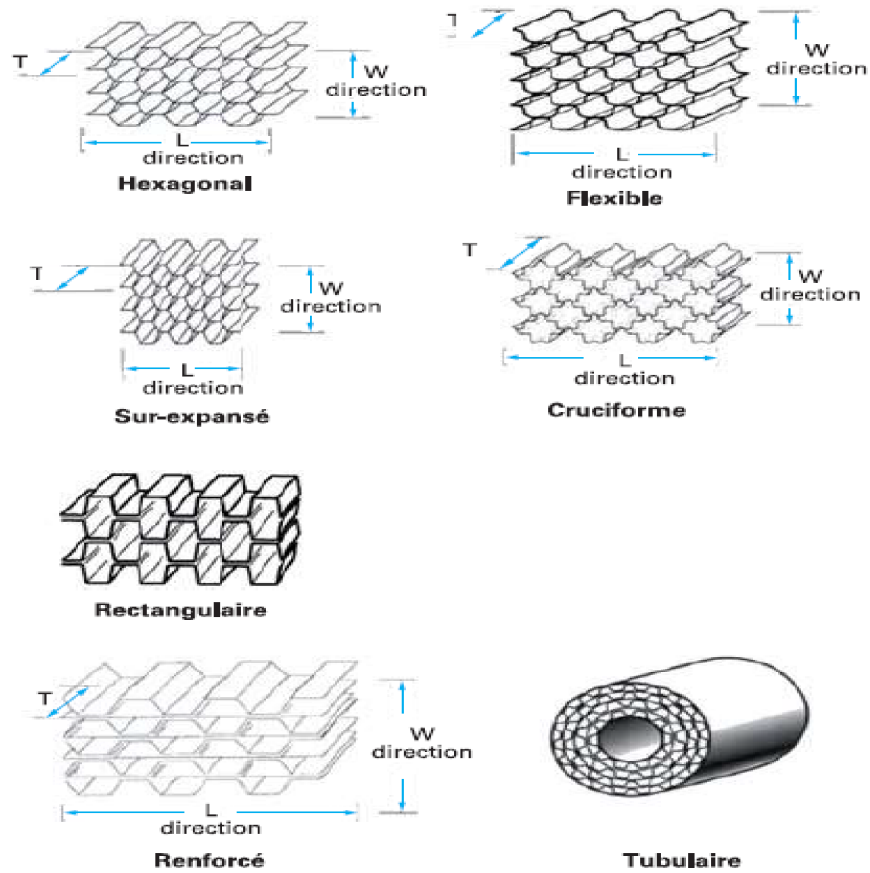 T
W
direction
L
direction
Hexagonal
T
W
direction
L
direction
Flexible
T
W
direction
L
direction
Sur-expansé
T
W
direction
L
direction
Cruciforme
Rectangulaire
T
W
direction
L
direction
Renforcé
Tubulaire